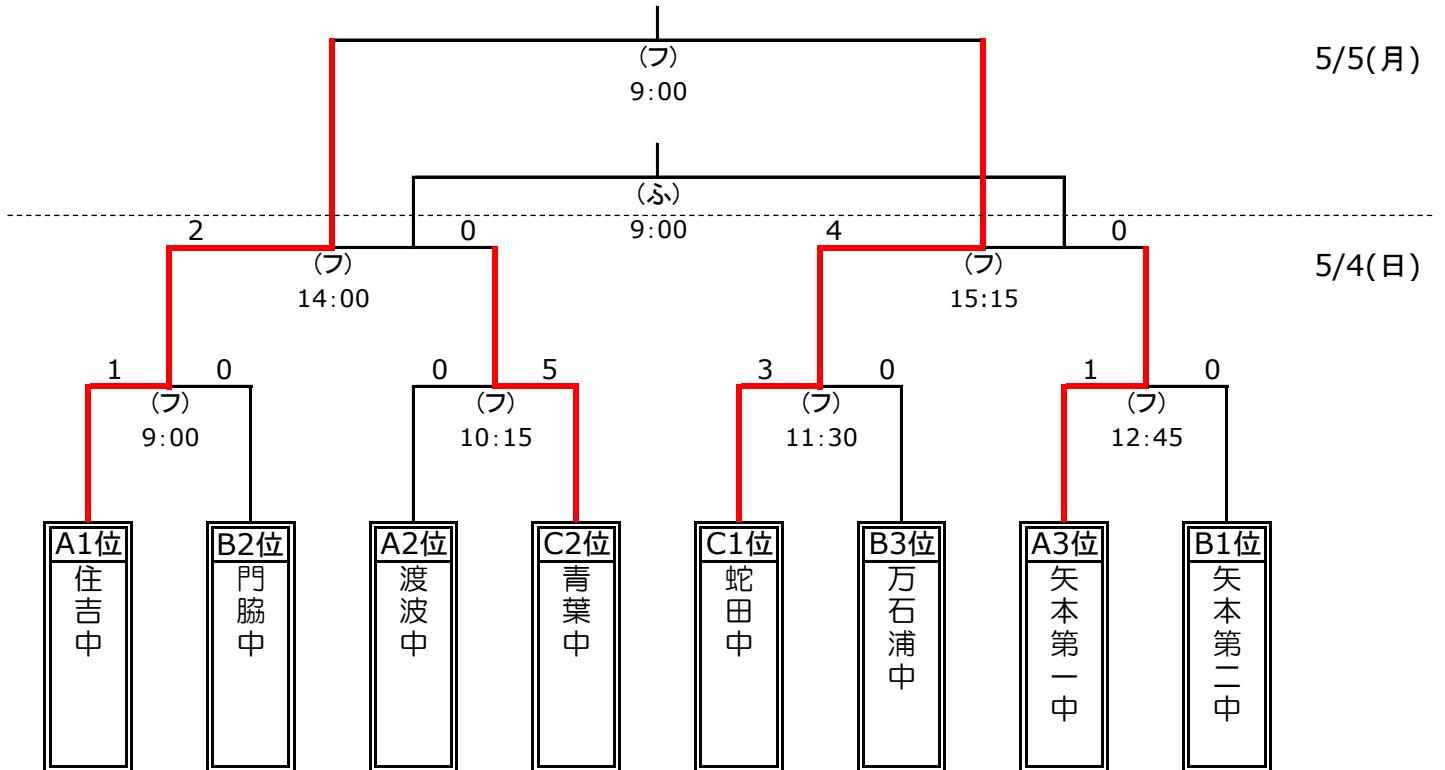 (フ)
9:00
5/5(月)
(ふ)
9:00
2 0 4 0
5/4(日)
(フ) (フ)
14:00 15:15
1 0 0 5 3 0 1 0
(フ) (フ) (フ) (フ)
9:00 10:15 11:30 12:45
A1位 B2位 A2位 C2位 C1位 B3位 A3位 B1位
住吉中
門脇中
渡波中
青葉中
蛇田中
万石浦中
矢本第一中
矢本第二中